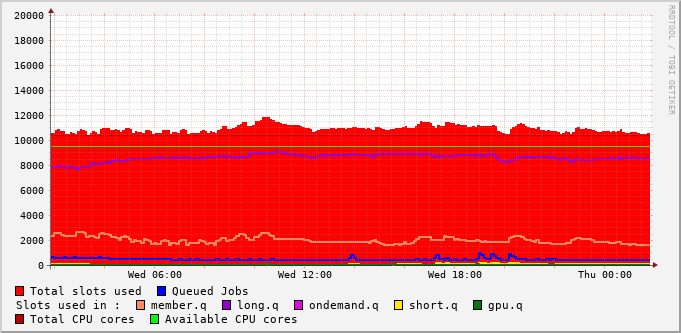 20000
18000
16000
14000
12000
10000
8000
6000
4000
2000
0
Wed 06:00 Wed 12:00 Wed 18:00 Thu 00:00
Total slots used Queued Jobs
Slots used in : member.q long.q ondemand.q short.q gpu.q
Total CPU cores Available CPU cores
RRDTOOL / TOBI OETIKER